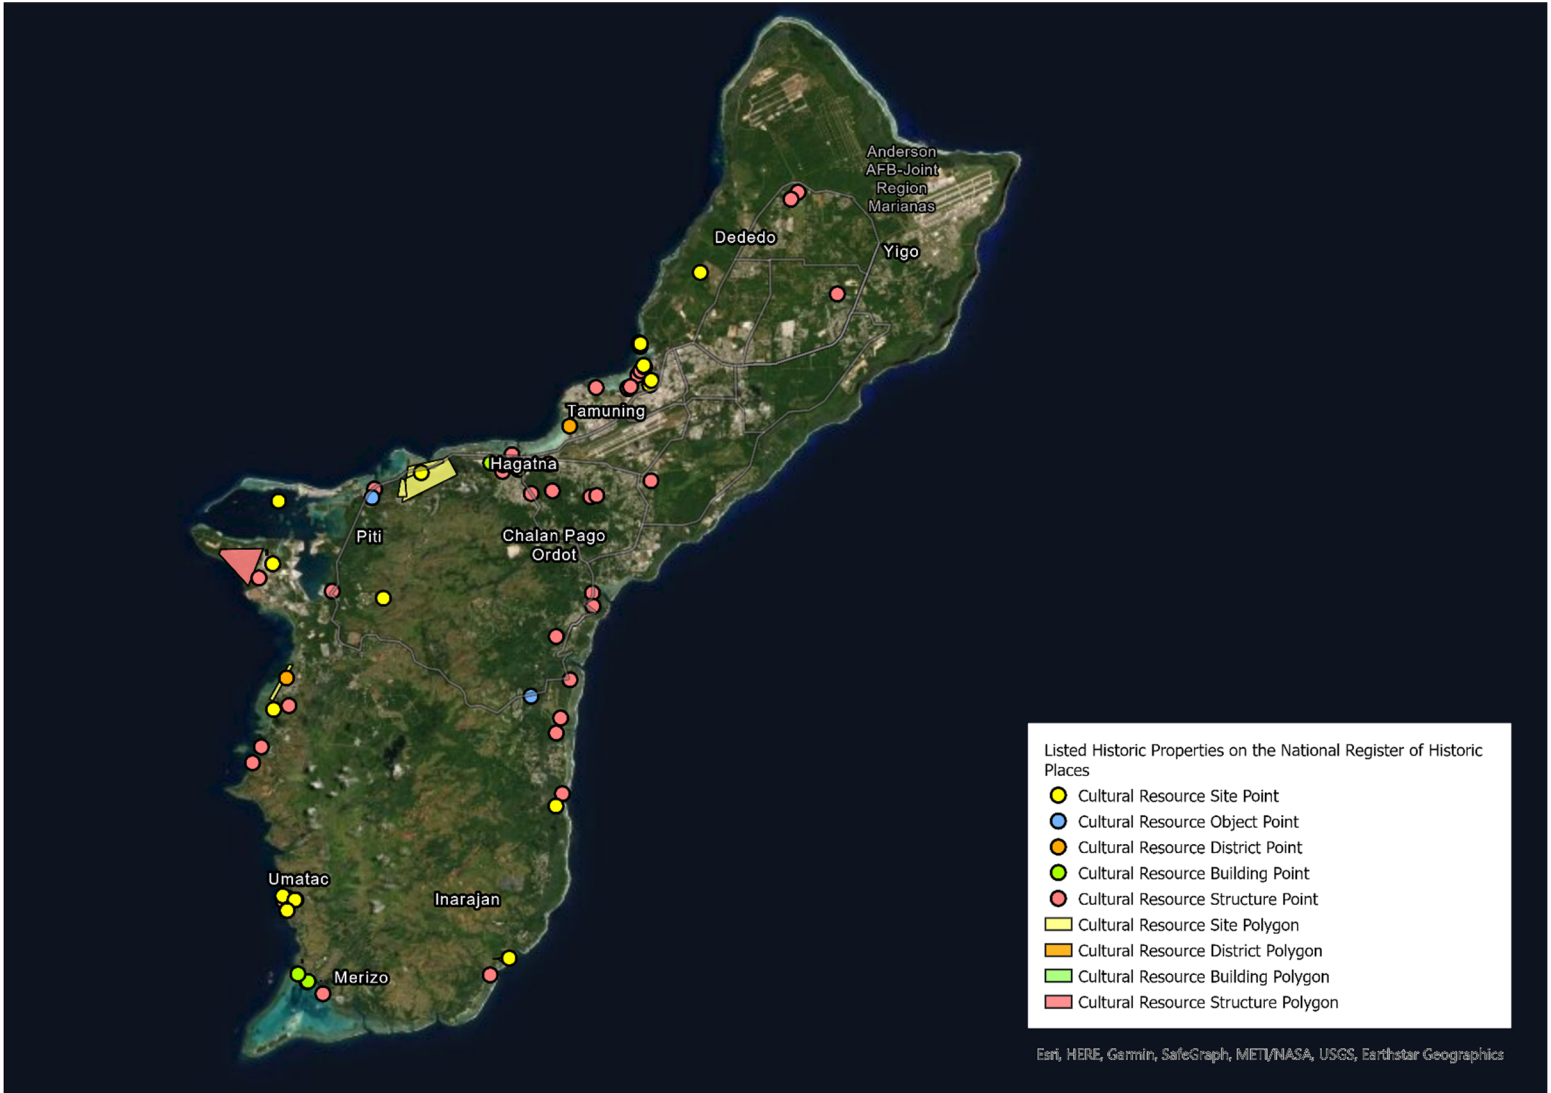 Anderson
AFB-Joint
Region
Marianas
Dededo
Yigo
Tamuning
Hagatna
Piti
Chalan Pago
Ordot
Umatac
Inarajan
Merizo
Listed Historic Properties on the National Register of Historic
Places
Cultural Resource Site Point
Cultural Resource Object Point
Cultural Resource District Point
Cultural Resource Building Point
Cultural Resource Structure Point
Cultural Resource Site Polygon
Cultural Resource District Polygon
Cultural Resource Building Polygon
Cultural Resource Structure Polygon
Esri, HERE, Garmin, SafeGraph, METI/NASA, USGS, Earthstar Geographics